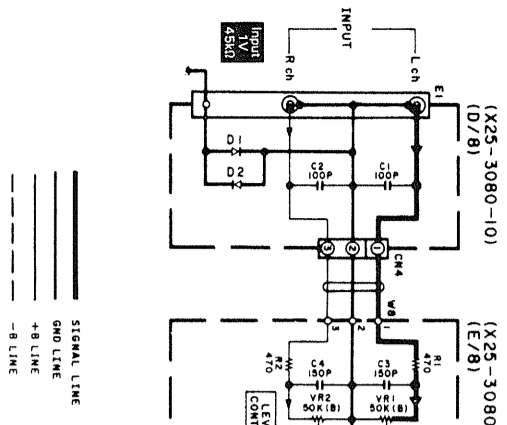 INPUT
L ch
R ch
Input
1V
45kΩ
E1
(X25-3080-10)
(D/8)
D1
D2
C2
100P
C1
100P
3
2
1
CN4
W8
3
2
1
(X25-3080
(E/8)
R2
470
C4
150P
C3
150P
R1
470
VR2
50K(B)
VR1
50K(B)
LEV
CONT
SIGNAL LINE
GND LINE
+B LINE
-B LINE